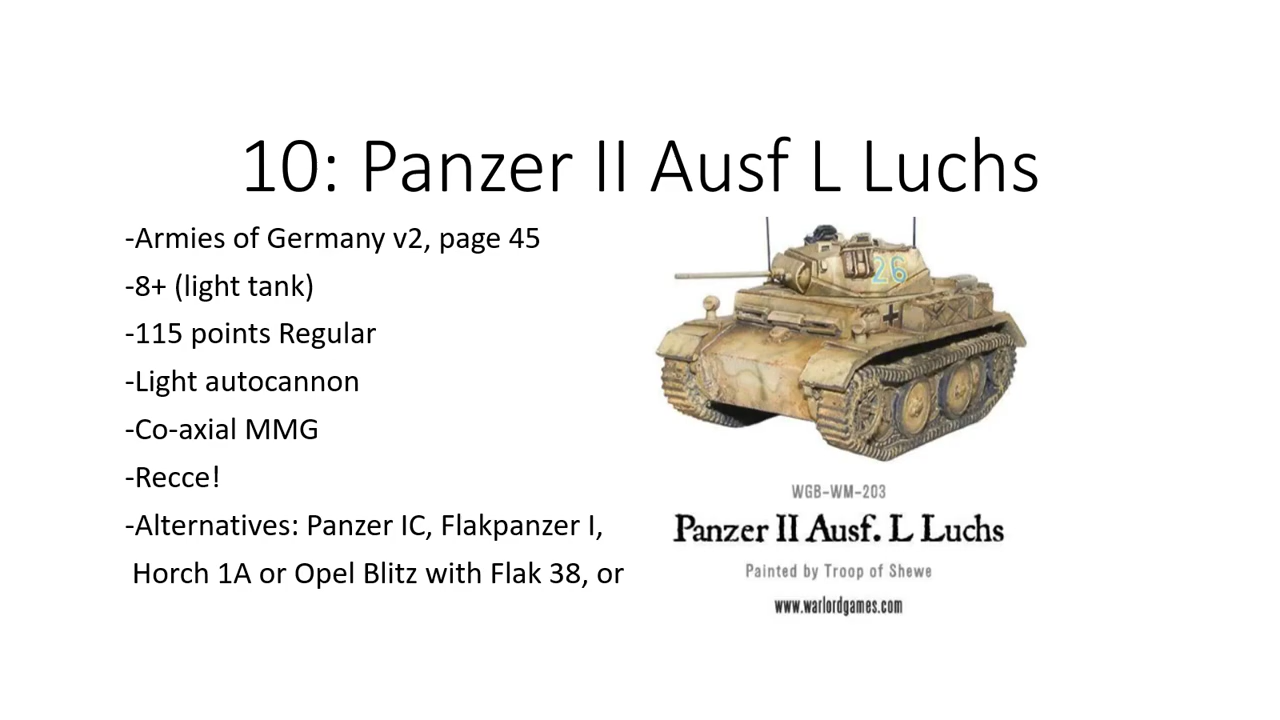 10: Panzer II Ausf L Luchs
-Armies of Germany v2, page 45
-8+ (light tank)
-115 points Regular
-Light autocannon
-Co-axial MMG
-Recce!
-Alternatives: Panzer IC, Flakpanzer I,
Horch 1A or Opel Blitz with Flak 38, or
26
WGB-WM-203
Panzer II Ausf. L Luchs
Painted by Troop of Shewe
www.warlordgames.com